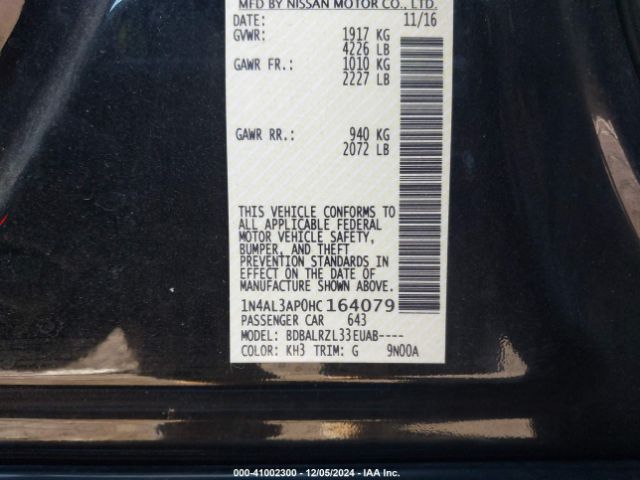 MFD BY NISSAN MOTOR CO., LTD.
DATE: 11/16
GVWR: 1917 KG
4226 LB
GAWR FR.: 1010 KG
2227 LB
GAWR RR.: 940 KG
2072 LB
THIS VEHICLE CONFORMS TO
ALL APPLICABLE FEDERAL
MOTOR VEHICLE SAFETY,
BUMPER, AND THEFT
PREVENTION STANDARDS IN
EFFECT ON THE DATE OF
MANUFACTURE SHOWN ABOVE.
1N4AL3AP0HC164079
PASSENGER CAR 643
MODEL: BDBALRZL33EUAB----
COLOR: KH3 TRIM: G 9N00A
000-41002300 - 12/05/2024 - IAA Inc.